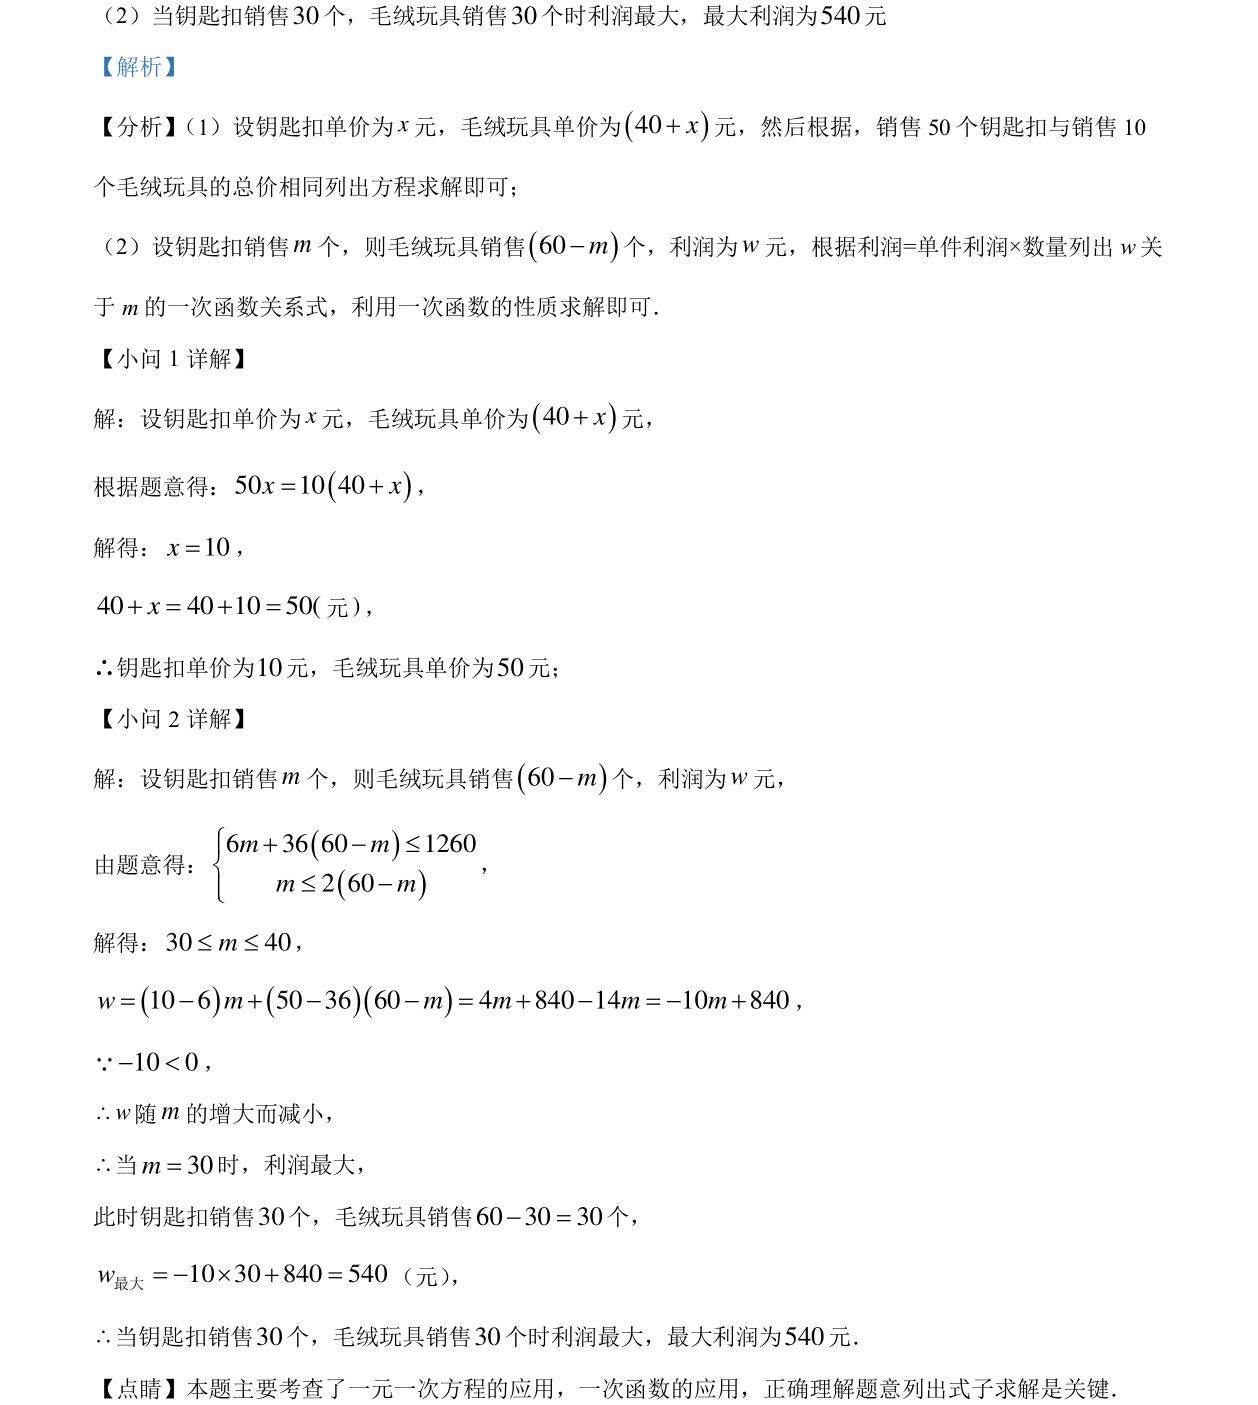 （2）当钥匙扣销售30个，毛绒玩具销售30个时利润最大，最大利润为540元
【解析】
【分析】（1）设钥匙扣单价为x元，毛绒玩具单价为(40+x)元，然后根据，销售 50 个钥匙扣与销售 10
个毛绒玩具的总价相同列出方程求解即可；
（2）设钥匙扣销售m个，则毛绒玩具销售(60−m)个，利润为w元，根据利润=单件利润×数量列出 w 关
于 m 的一次函数关系式，利用一次函数的性质求解即可．
【小问 1 详解】
解：设钥匙扣单价为x元，毛绒玩具单价为(40+x)元，
根据题意得：50x=10(40+x)，
解得：x=10，
40+x=40+10=50(元)，
∴钥匙扣单价为10元，毛绒玩具单价为50元；
【小问 2 详解】
解：设钥匙扣销售m个，则毛绒玩具销售(60−m)个，利润为w元，
由题意得：{6m+36(60−m)≤1260
m≤2(60−m)，
解得：30≤m≤40，
w=(10−6)m+(50−36)(60−m)=4m+840−14m=−10m+840，
∵−10<0，
∴w随m的增大而减小，
∴当m=30时，利润最大，
此时钥匙扣销售30个，毛绒玩具销售60−30=30个，
w最大=−10×30+840=540（元），
∴当钥匙扣销售30个，毛绒玩具销售30个时利润最大，最大利润为540元．
【点睛】本题主要考查了一元一次方程的应用，一次函数的应用，正确理解题意列出式子求解是关键．